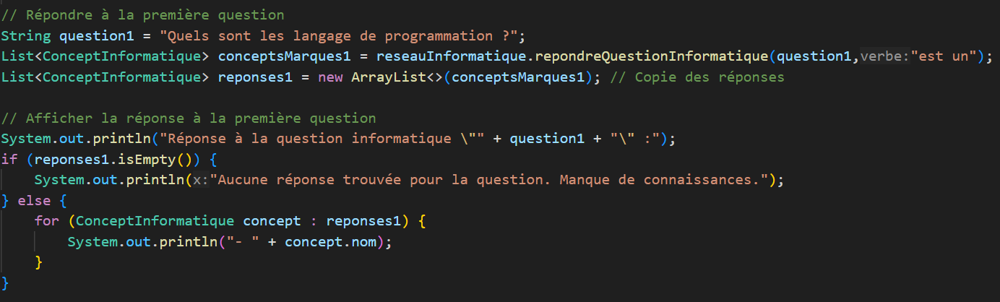 // Répondre à la première question
String question1 = "Quels sont les langage de programmation ?";
List<ConceptInformatique> conceptsMarques1 = reseauInformatique.repondreQuestionInformatique(question1,verbe:"est un");
List<ConceptInformatique> reponses1 = new ArrayList<>(conceptsMarques1); // Copie des réponses
// Afficher la réponse à la première question
System.out.println("Réponse à la question informatique \"" + question1 + "\" :");
if (reponses1.isEmpty()) {
System.out.println(x:"Aucune réponse trouvée pour la question. Manque de connaissances.");
} else {
for (ConceptInformatique concept : reponses1) {
System.out.println("- " + concept.nom);
}
}